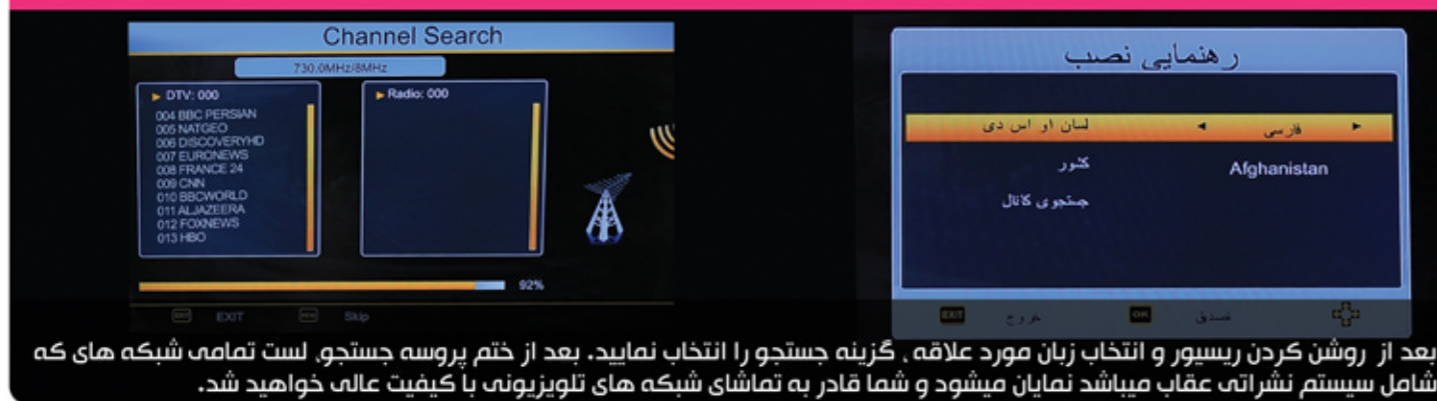 Channel Search
730.0MHz/8MHz
DTV: 000
004 BBC PERSIAN
005 NATGEO
006 DISCOVERYHD
007 EURONEWS
008 FRANCE 24
009 CNN
010 BBCWORLD
011 ALJAZEERA
012 FOXNEWS
013 HBO
Radio: 000
92%
EXIT EXIT MENU Skip
رهنمایی نصب
لسان او اس دی فارسی
کشور Afghanistan
جستجوی کانال
تصدیق OK خروج EXIT
بعد از روشن کردن ریسیور و انتخاب زبان مورد علاقه، گزینه جستجو را انتخاب نمایید. بعد از ختم پروسه جستجو، لست تمامی شبکه های که
شامل سیستم نشراتی عقاب میباشد نمایان میشود و شما قادر به تماشای شبکه های تلویزیونی با کیفیت عالی خواهید شد.